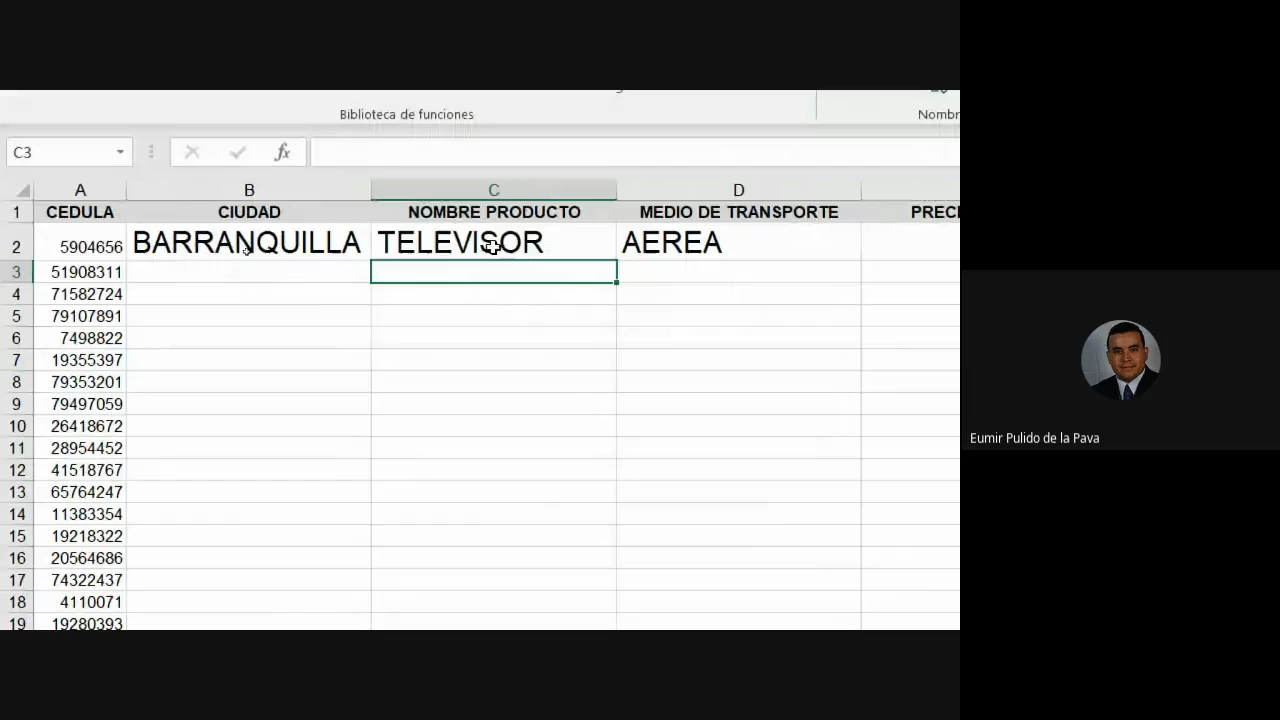 Biblioteca de funciones Nombr
C3 fx
A B C D
1 CEDULA CIUDAD NOMBRE PRODUCTO MEDIO DE TRANSPORTE PRECI
2 5904656 BARRANQUILLA TELEVISOR AEREA
3 51908311
4 71582724
5 79107891
6 7498822
7 19355397
8 79353201
9 79497059
10 26418672
11 28954452
12 41518767
13 65764247
14 11383354
15 19218322
16 20564686
17 74322437
18 4110071
19 19280393
Eumir Pulido de la Pava